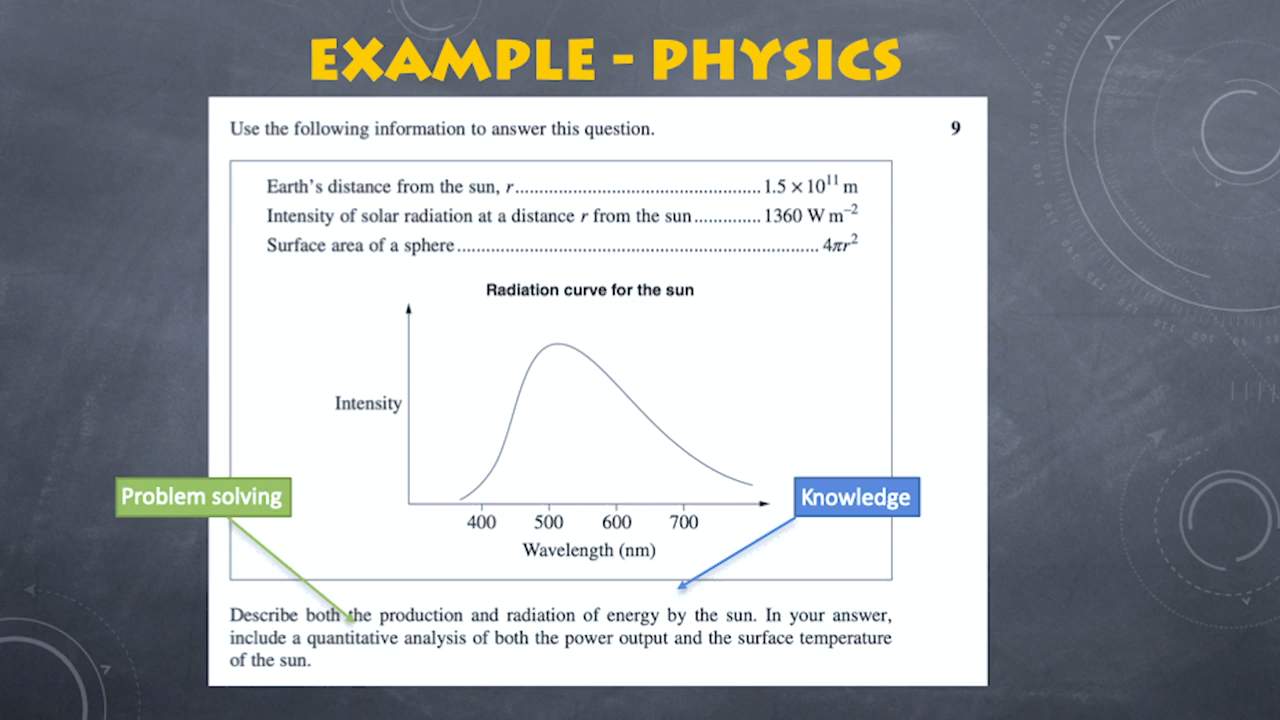 EXAMPLE - PHYSICS
Use the following information to answer this question.
9
Earth's distance from the sun, r.................................................. 1.5 × 10¹¹ m
Intensity of solar radiation at a distance r from the sun.............. 1360 W m⁻²
Surface area of a sphere.......................................................................... 4πr²
Radiation curve for the sun
Intensity
400 500 600 700
Wavelength (nm)
Problem solving
Knowledge
Describe both the production and radiation of energy by the sun. In your answer,
include a quantitative analysis of both the power output and the surface temperature
of the sun.